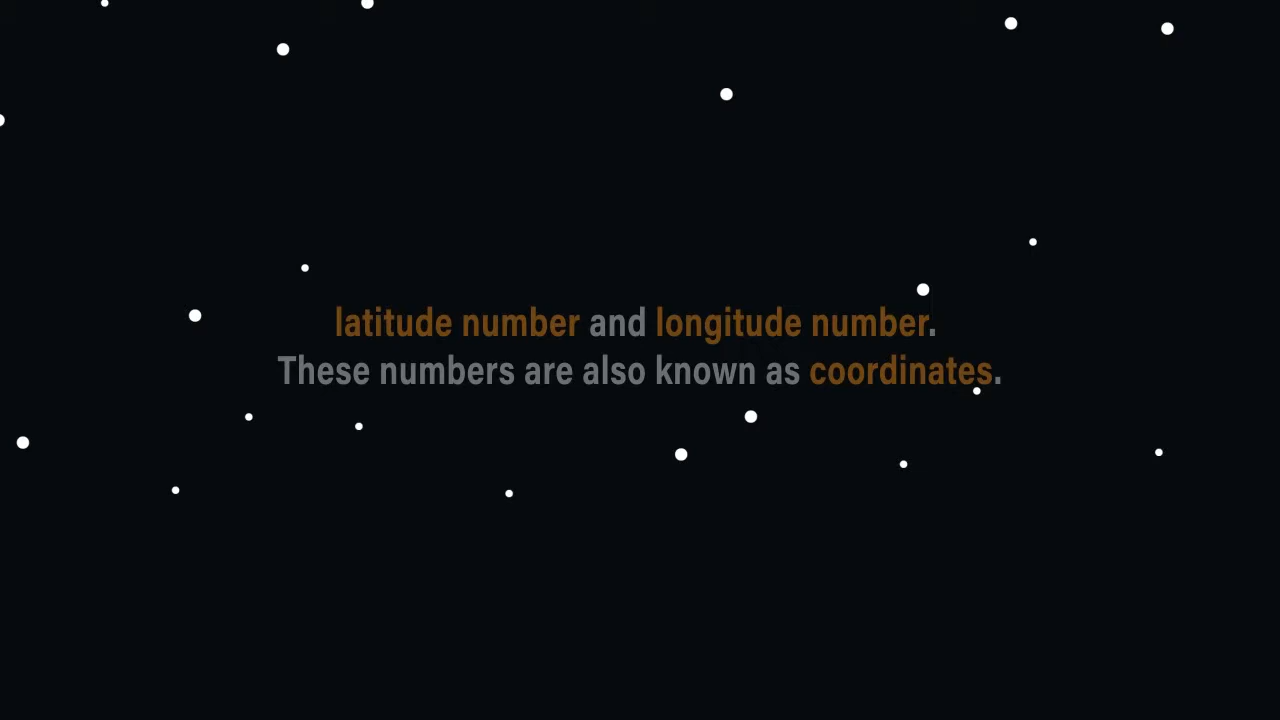 latitude number and longitude number.
These numbers are also known as coordinates.